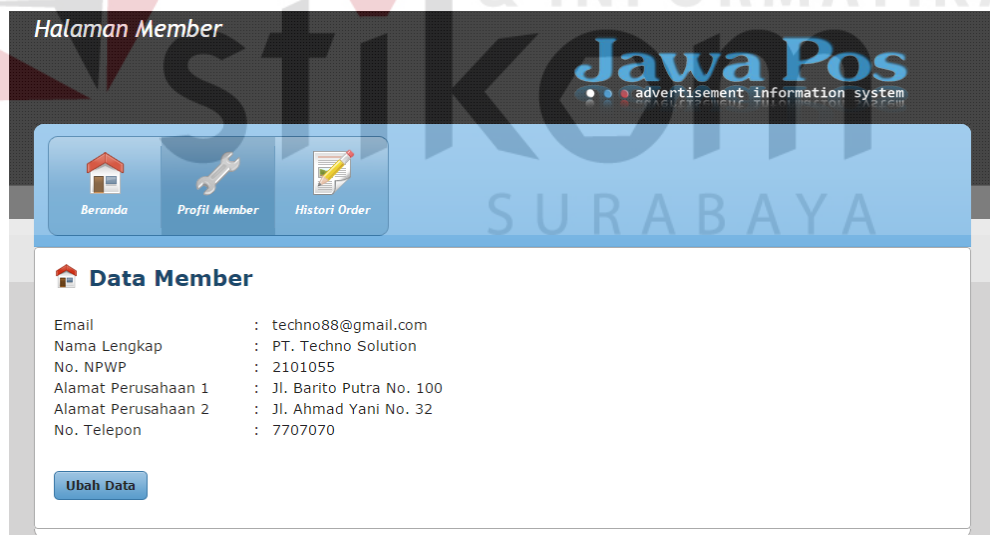 & INFORMATIKA
Halaman Member
stikom
Jawa Pos
advertisement information system
Beranda
Profil Member
Histori Order
SURABAYA
Data Member
Email : techno88@gmail.com
Nama Lengkap : PT. Techno Solution
No. NPWP : 2101055
Alamat Perusahaan 1 : Jl. Barito Putra No. 100
Alamat Perusahaan 2 : Jl. Ahmad Yani No. 32
No. Telepon : 7707070
Ubah Data